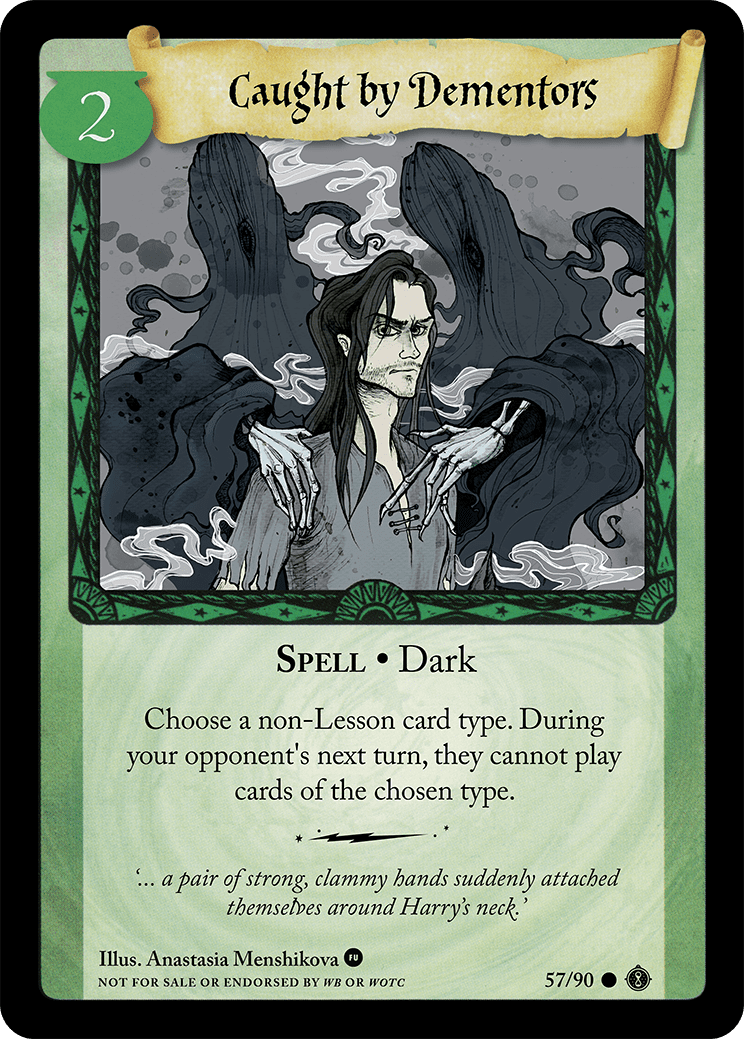 2
Caught by Dementors
SPELL • Dark
Choose a non-Lesson card type. During
your opponent's next turn, they cannot play
cards of the chosen type.
‘... a pair of strong, clammy hands suddenly attached
themselves around Harry’s neck.’
Illus. Anastasia Menshikova FU
NOT FOR SALE OR ENDORSED BY WB OR WOTC
57/90